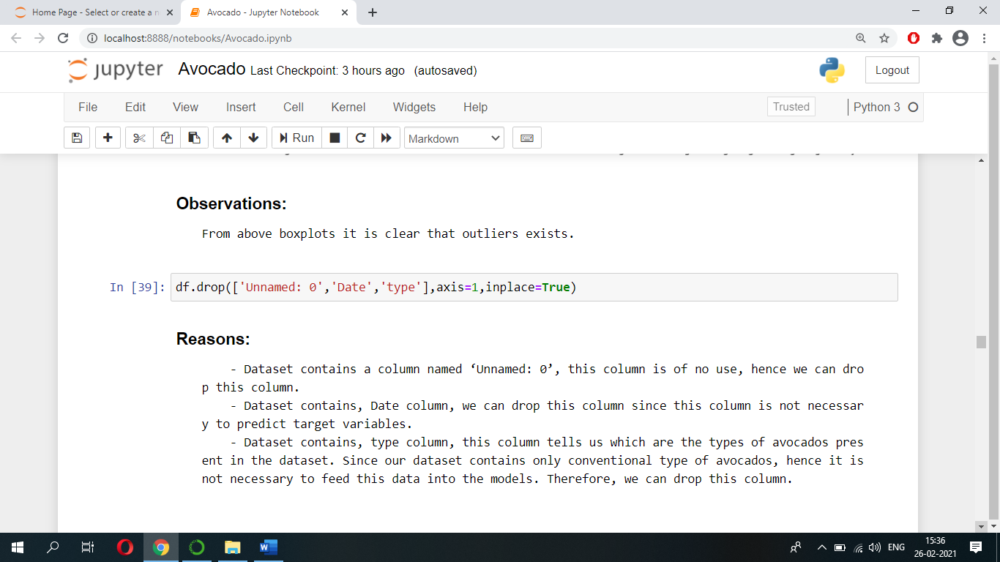 Home Page - Select or create a n
Avocado - Jupyter Notebook
localhost:8888/notebooks/Avocado.ipynb
jupyter Avocado Last Checkpoint: 3 hours ago (autosaved)
Logout
File Edit View Insert Cell Kernel Widgets Help
Trusted
Python 3
Run
Markdown
Observations:
From above boxplots it is clear that outliers exists.
In [39]: df.drop(['Unnamed: 0','Date','type'],axis=1,inplace=True)
Reasons:
- Dataset contains a column named ‘Unnamed: 0’, this column is of no use, hence we can dro
p this column.
- Dataset contains, Date column, we can drop this column since this column is not necessar
y to predict target variables.
- Dataset contains, type column, this column tells us which are the types of avocados pres
ent in the dataset. Since our dataset contains only conventional type of avocados, hence it is
not necessary to feed this data into the models. Therefore, we can drop this column.
ENG
15:36
26-02-2021